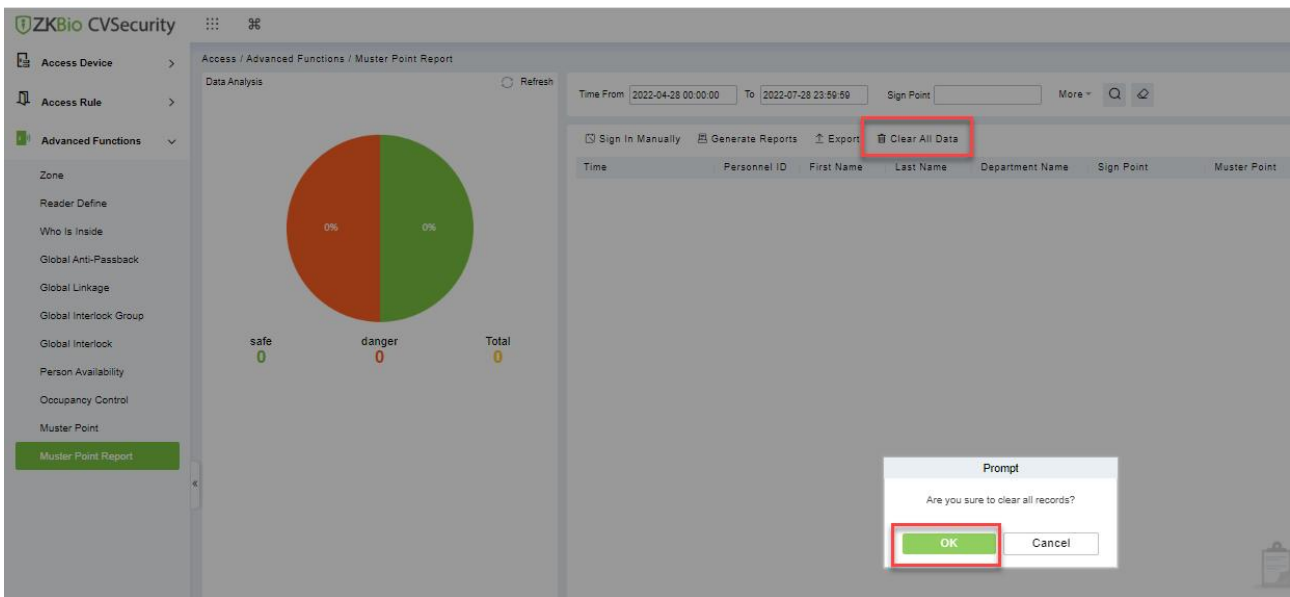 ZKBio CVSecurity
Access Device
Access Rule
Advanced Functions
Zone
Reader Define
Who Is Inside
Global Anti-Passback
Global Linkage
Global Interlock Group
Global Interlock
Person Availability
Occupancy Control
Muster Point
Muster Point Report
Access / Advanced Functions / Muster Point Report
Data Analysis Refresh
0% 0%
safe danger Total
0 0 0
Time From 2022-04-28 00:00:00 To 2022-07-28 23:59:59 Sign Point More
Sign In Manually Generate Reports Export Clear All Data
Time Personnel ID First Name Last Name Department Name Sign Point Muster Point
Prompt
Are you sure to clear all records?
OK Cancel